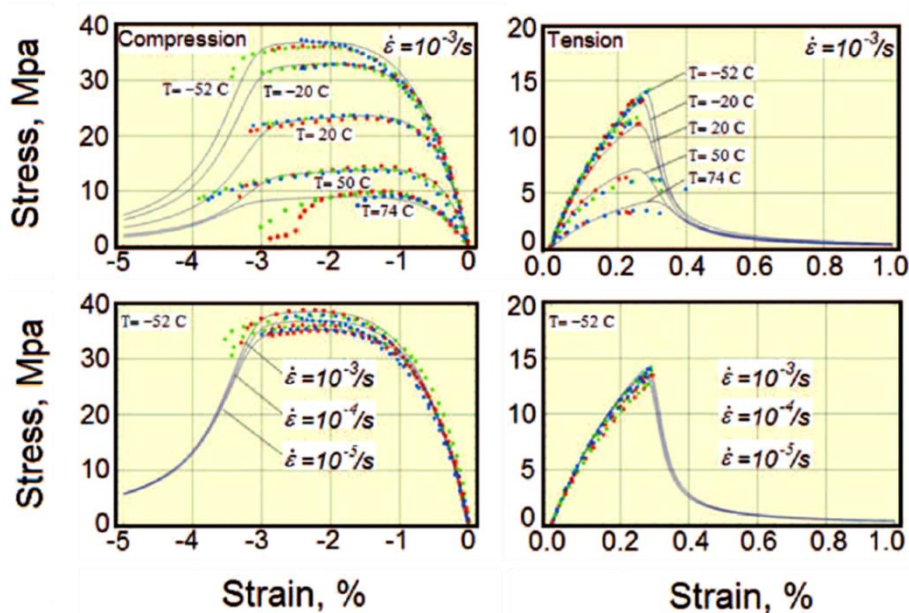 Stress, Mpa
40
30
20
10
0
Compression
ε̇=10⁻³/s
T= −52 C
T= −20 C
T= 20 C
T= 50 C
T=74 C
-5 -4 -3 -2 -1 0
20
15
10
5
0
Tension
ε̇=10⁻³/s
T= −52 C
T= −20 C
T= 20 C
T= 50 C
T= 74 C
0.0 0.2 0.4 0.6 0.8 1.0
Stress, Mpa
40
30
20
10
0
T= −52 C
ε̇=10⁻³/s
ε̇=10⁻⁴/s
ε̇=10⁻⁵/s
-5 -4 -3 -2 -1 0
Strain, %
20
15
10
5
0
T= −52 C
ε̇=10⁻³/s
ε̇=10⁻⁴/s
ε̇=10⁻⁵/s
0.0 0.2 0.4 0.6 0.8 1.0
Strain, %